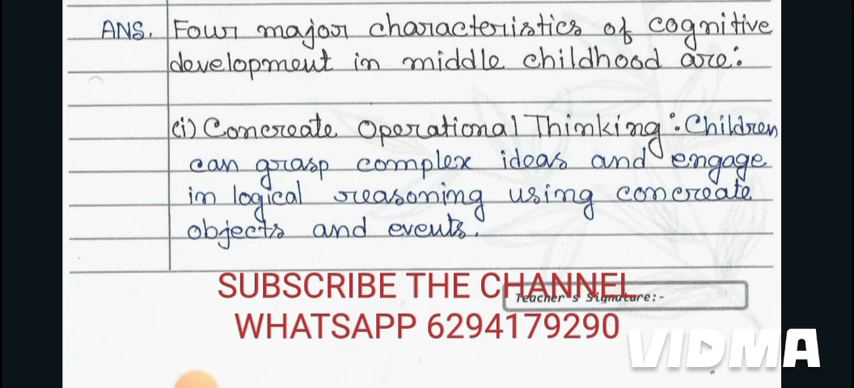 ANS. Four major characteristics of cognitive
development in middle childhood are:
(i) Concreate Operational Thinking: Children
can grasp complex ideas and engage
in logical reasoning using concreate
objects and events.
SUBSCRIBE THE CHANNEL
Teacher's Signature:-
WHATSAPP 6294179290
VIDMA